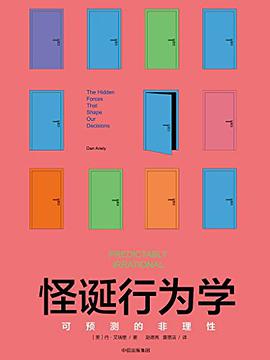 The Hidden
Forces
That
Shape
Our
Decisions
Dan Ariely
PREDICTABLY
IRRATIONAL
怪诞行为学
可预测的非理性
[美] 丹·艾瑞里 / 著 赵德亮 夏蓓洁 / 译
中信出版集团